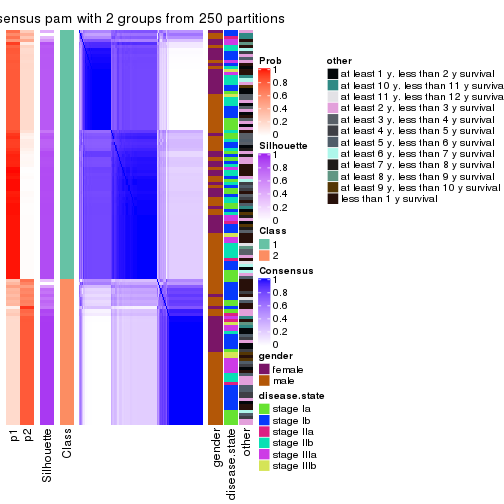 sensus pam with 2 groups from 250 partitions
Prob
1
0.8
0.6
0.4
0.2
0
Silhouette
1
0.8
0.6
0.4
0.2
0
Class
1
2
Consensus
1
0.8
0.6
0.4
0.2
0
gender
female
male
disease.state
stage Ia
stage Ib
stage IIa
stage IIb
stage IIIa
stage IIIb
other
at least 1 y. less than 2 y survival
at least 10 y. less than 11 y surviva
at least 11 y. less than 12 y surviva
at least 2 y. less than 3 y survival
at least 3 y. less than 4 y survival
at least 4 y. less than 5 y survival
at least 5 y. less than 6 y survival
at least 6 y. less than 7 y survival
at least 7 y. less than 8 y survival
at least 8 y. less than 9 y survival
at least 9 y. less than 10 y survival
less than 1 y survival
p1
p2
Silhouette
Class
gender
disease.state
other